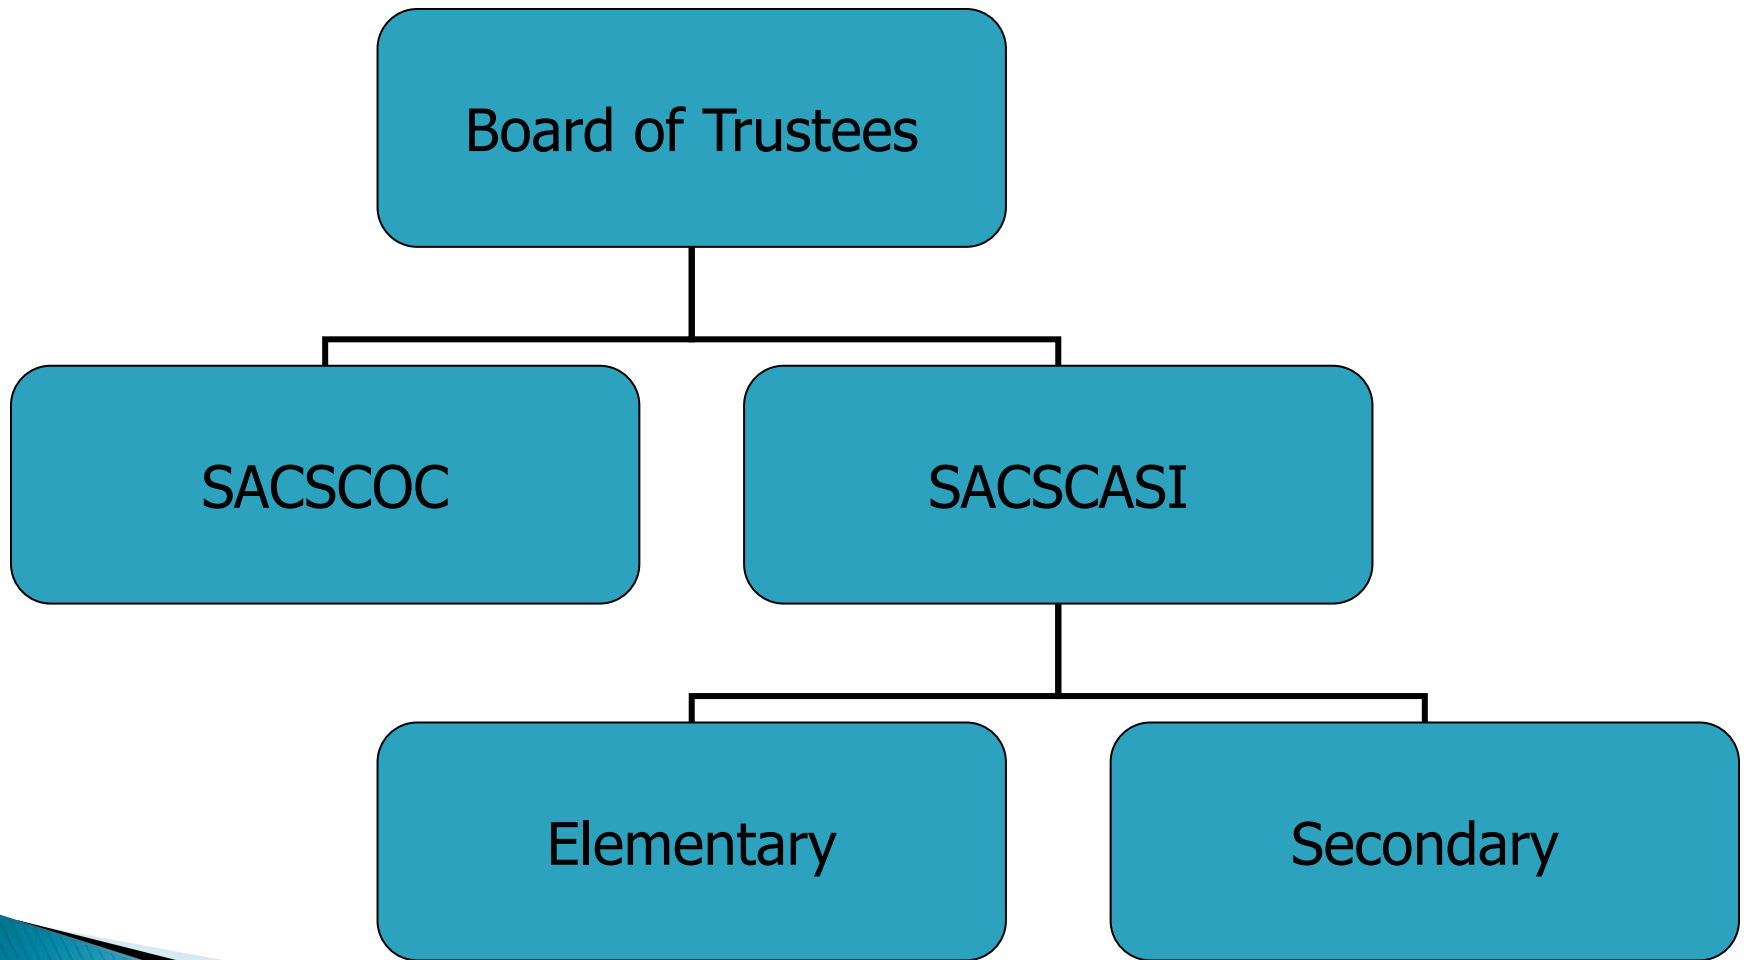 Board of Trustees
SACSCOC
SACSCASI
Elementary
Secondary